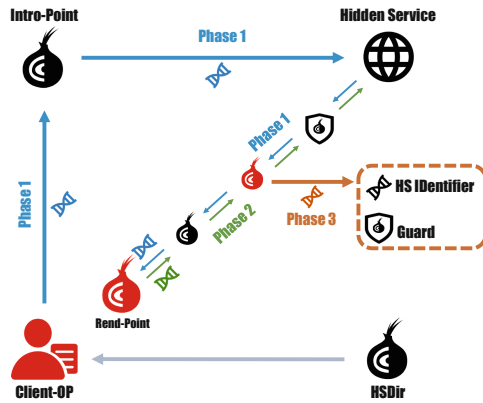 Intro-Point
Hidden Service
Phase 1
Phase 1
Phase 1
Phase 2
Phase 3
HS IDentifier
Guard
Rend-Point
Client-OP
HSDir